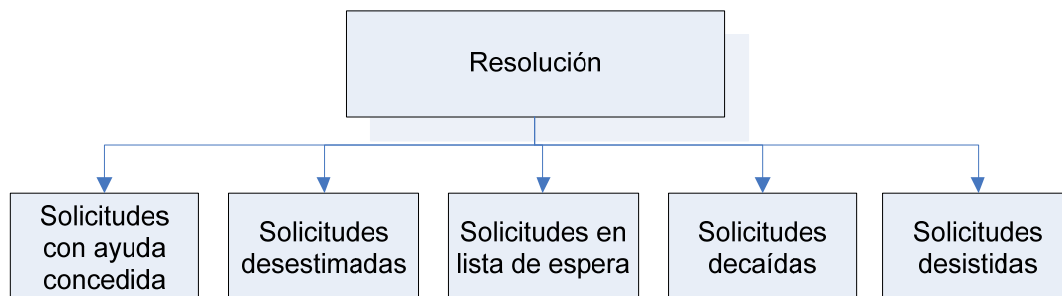 Resolución
Solicitudes
con ayuda
concedida
Solicitudes
desestimadas
Solicitudes en
lista de espera
Solicitudes
decaídas
Solicitudes
desistidas